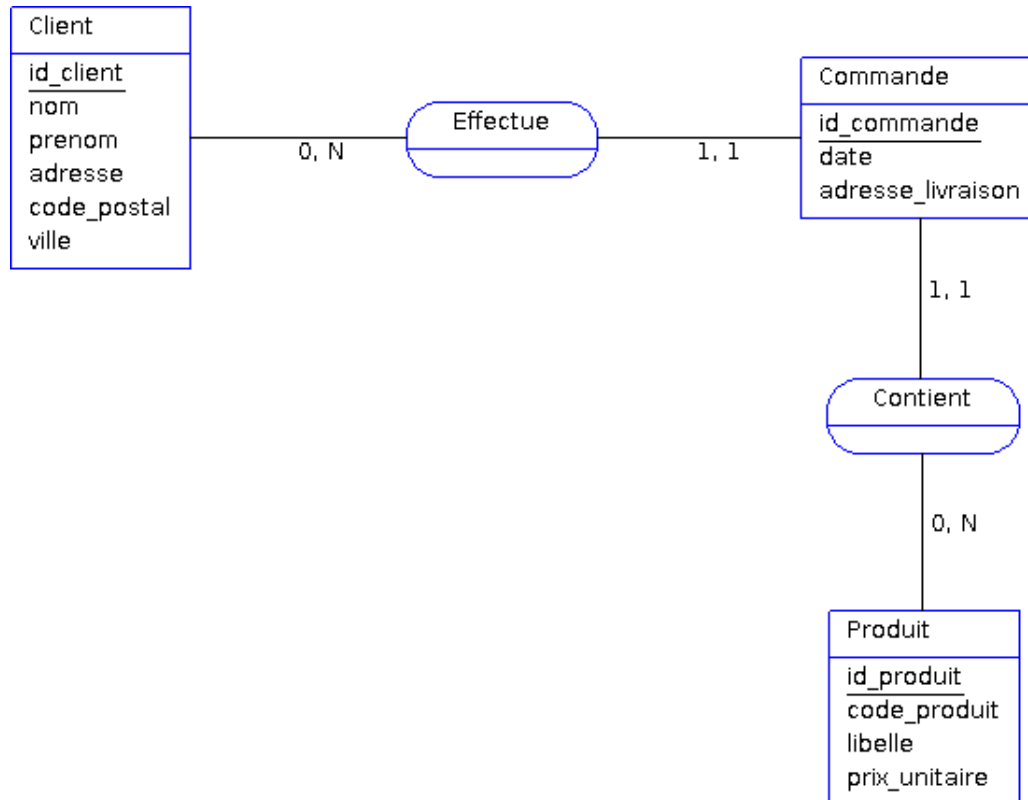 Client
id_client
nom
prenom
adresse
code_postal
ville
0, N
Effectue
1, 1
Commande
id_commande
date
adresse_livraison
1, 1
Contient
0, N
Produit
id_produit
code_produit
libelle
prix_unitaire